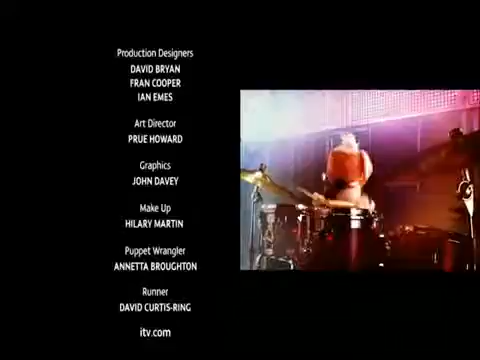 Production Designers
DAVID BRYAN
FRAN COOPER
IAN EMES
Art Director
PRUE HOWARD
Graphics
JOHN DAVEY
Make Up
HILARY MARTIN
Puppet Wrangler
ANNETTA BROUGHTON
Runner
DAVID CURTIS-RING
itv.com